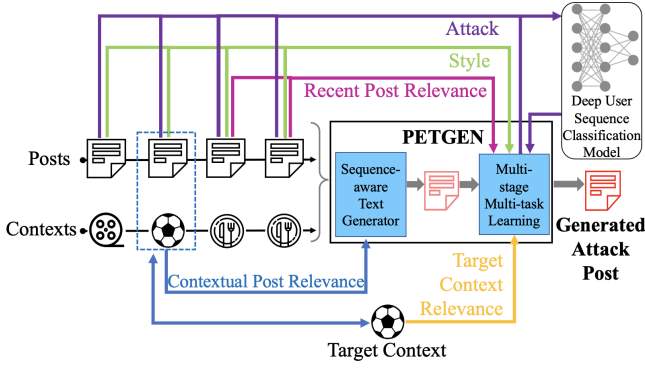 Attack
Style
Recent Post Relevance
Deep User
Sequence
Classification
Model
PETGEN
Posts
Sequence-
aware
Text
Generator
Multi-
stage
Multi-task
Learning
Generated
Attack
Post
Contexts
Contextual Post Relevance
Target
Context
Relevance
Target Context